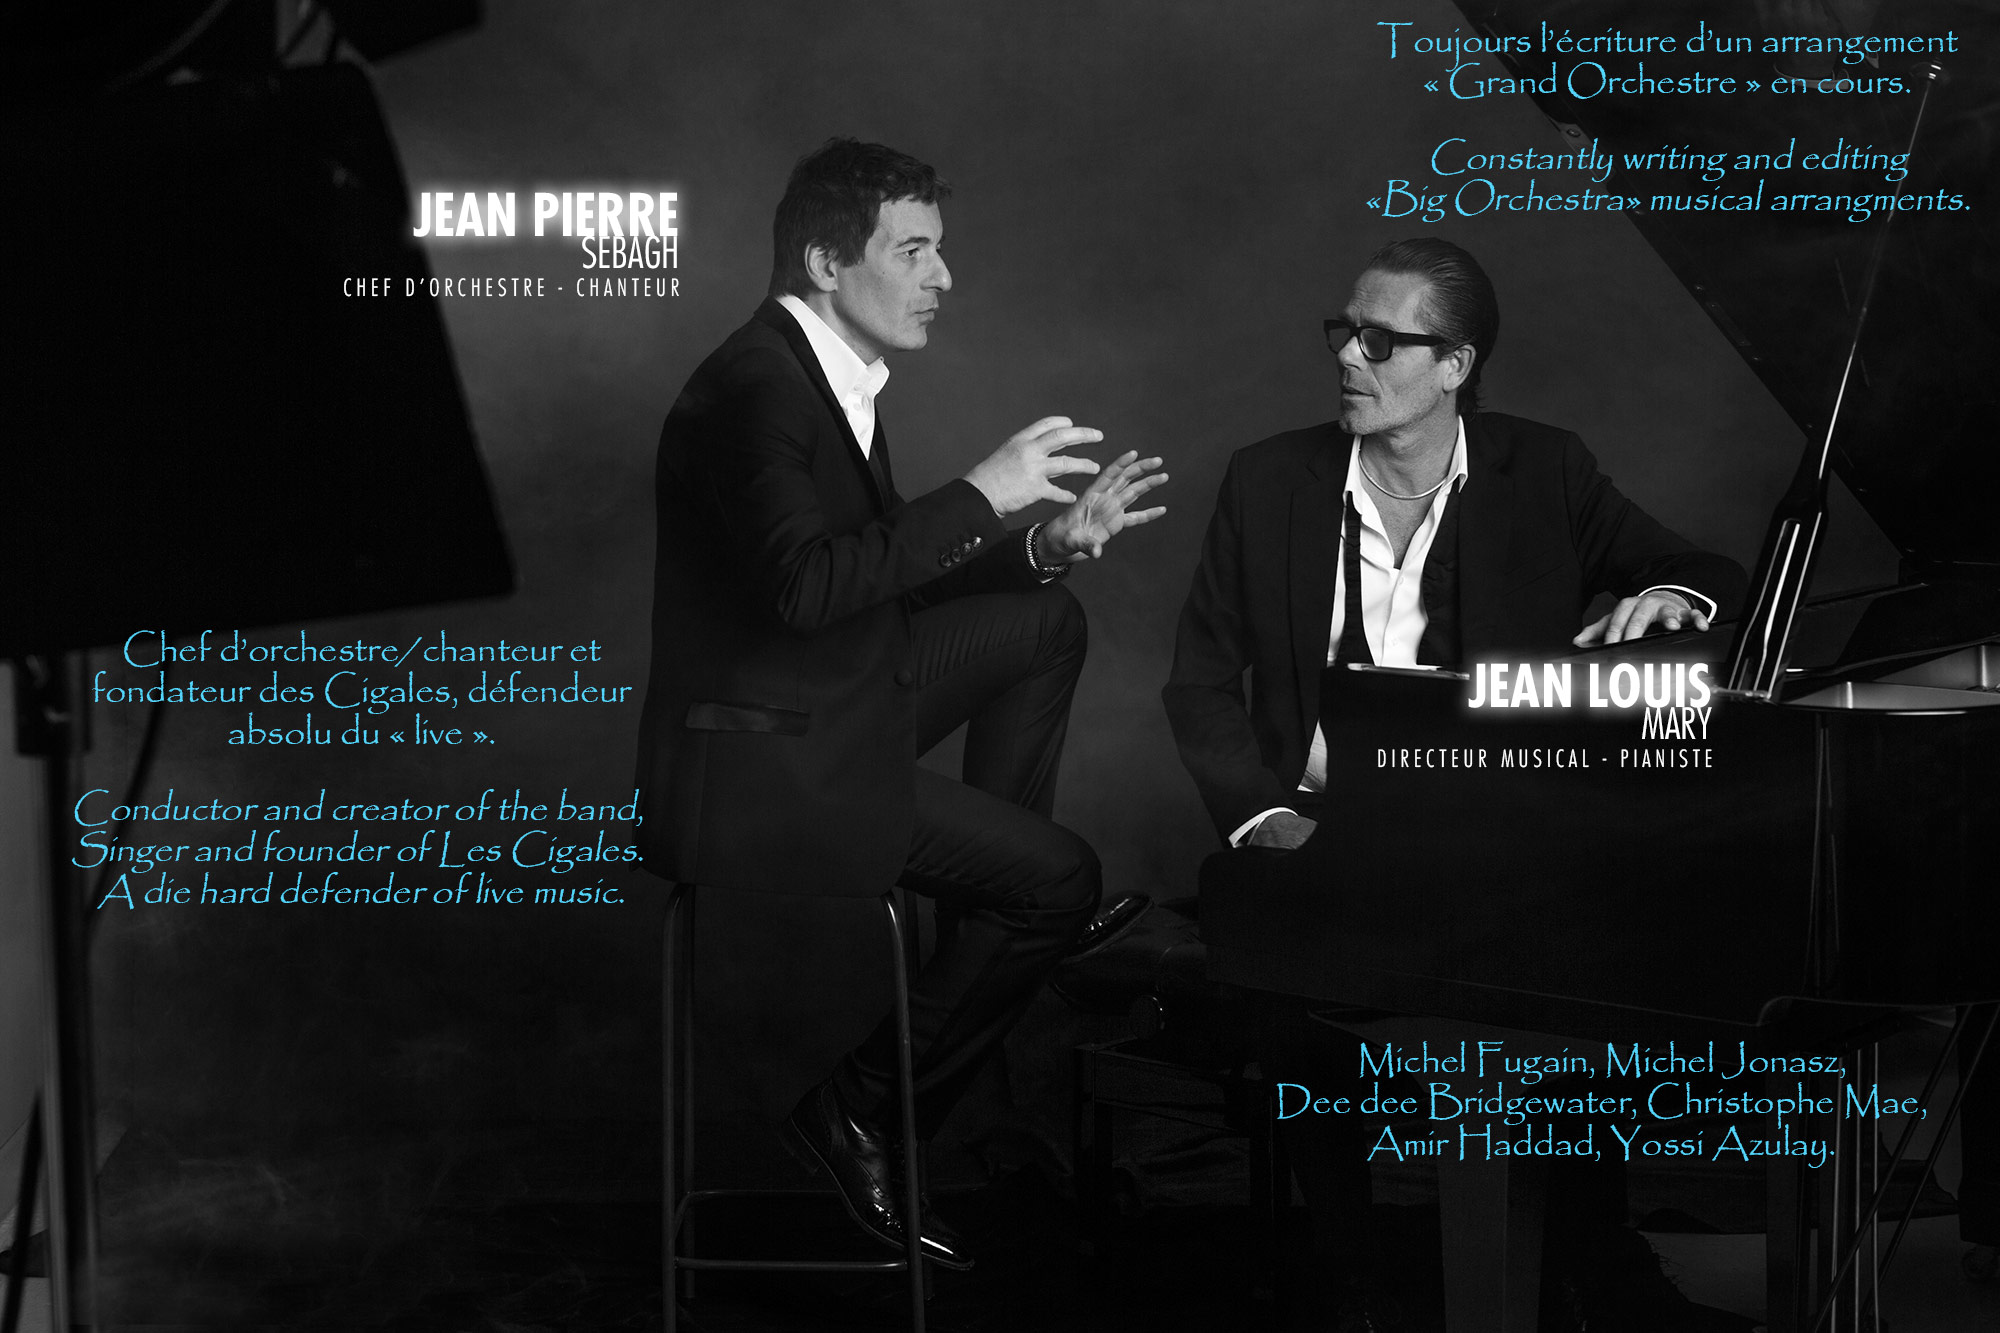 JEAN PIERRE
SEBAGH
CHEF D'ORCHESTRE - CHANTEUR
Chef d'orchestre/chanteur et
fondateur des Cigales, défendeur
absolu du « live ».
Conductor and creator of the band,
Singer and founder of Les Cigales.
A die hard defender of live music.
Toujours l'écriture d'un arrangement
« Grand Orchestre » en cours.
Constantly writing and editing
«Big Orchestra» musical arrangments.
JEAN LOUIS
MARY
DIRECTEUR MUSICAL - PIANISTE
Michel Fugain, Michel Jonasz,
Dee dee Bridgewater, Christophe Mae,
Amir Haddad, Yossi Azulay.